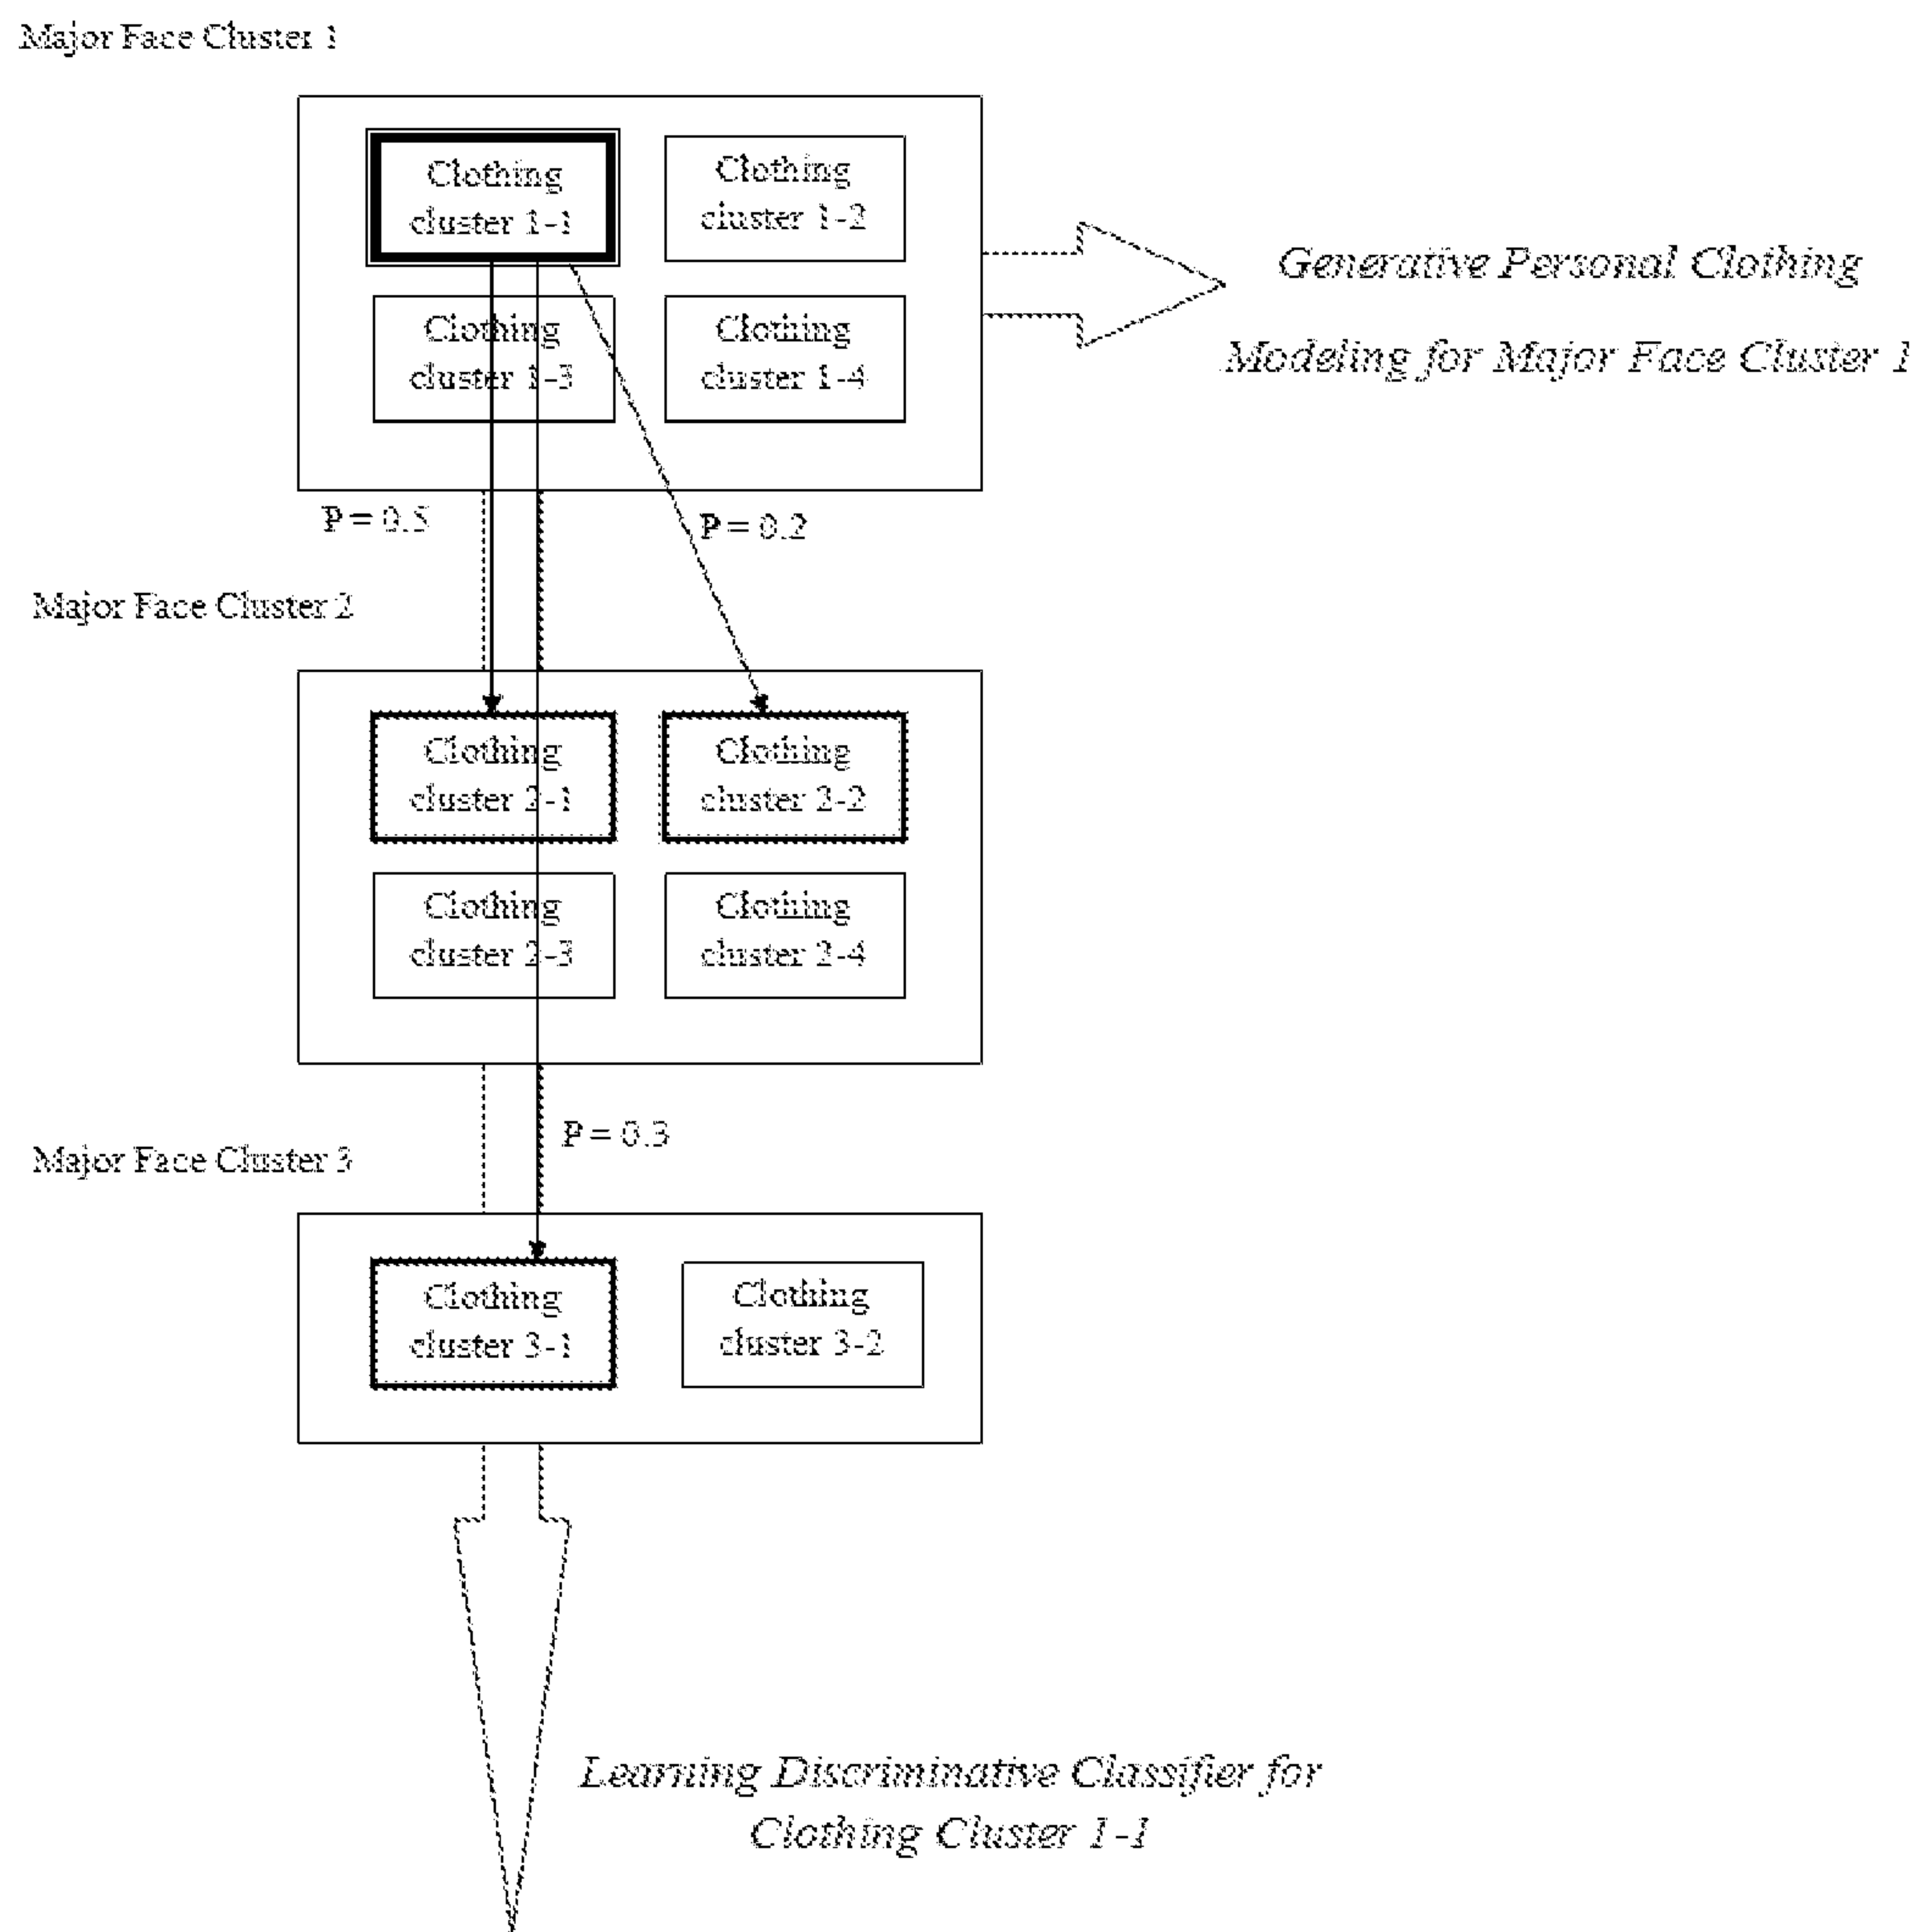 Major Face Cluster 1
Clothing
cluster 1-1
Clothing
cluster 1-2
Generative Personal Clothing
Modeling for Major Face Cluster 1
Clothing
cluster 1-3
Clothing
cluster 1-4
P = 0.5
P = 0.2
Major Face Cluster 2
Clothing
cluster 2-1
Clothing
cluster 2-2
Clothing
cluster 2-3
Clothing
cluster 2-4
P = 0.3
Major Face Cluster 3
Clothing
cluster 3-1
Clothing
cluster 3-2
Learning Discriminative Classifier for
Clothing Cluster 1-1